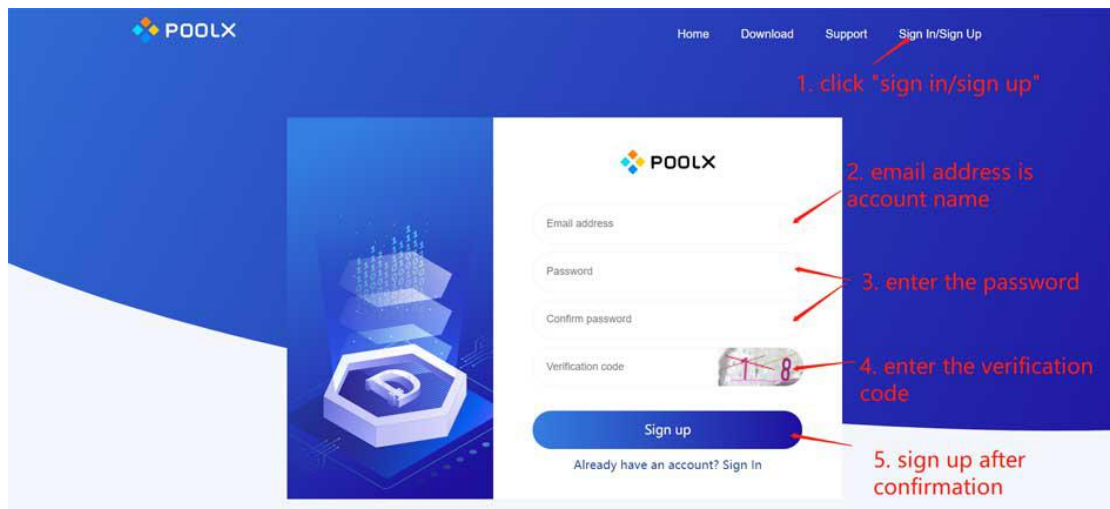 POOLX
Home Download Support Sign In/Sign Up
1. click "sign in/sign up"
POOLX
2. email address is
account name
Email address
Password
3. enter the password
Confirm password
Verification code
1 8
4. enter the verification
code
Sign up
Already have an account? Sign In
5. sign up after
confirmation